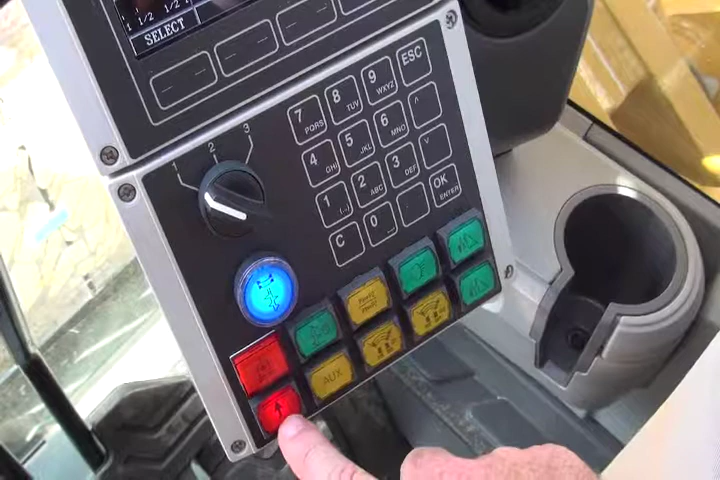 1 1/2 1 1/2
SELECT
1 2 3
7 PQRS 8 TUV 9 WXYZ ESC
4 GHI 5 JKL 6 MNO ^
1 2 ABC 3 DEF v
C 0 OK ENTER
AUX